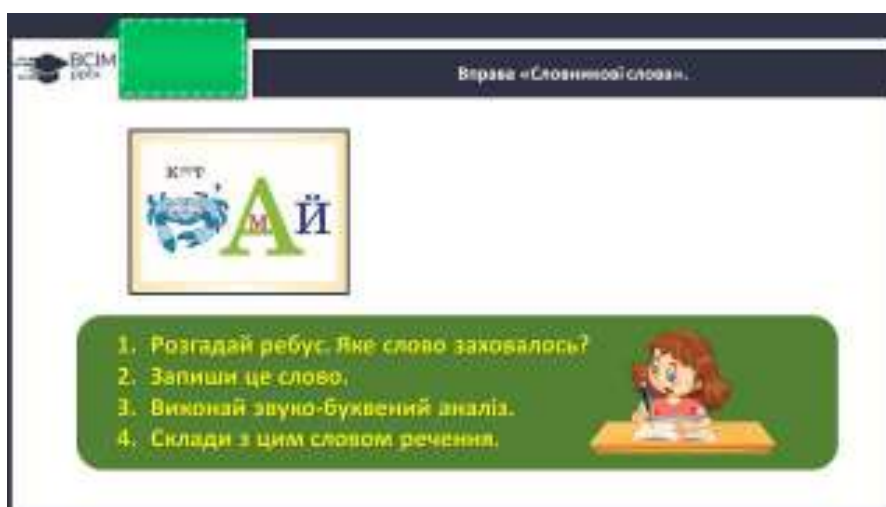 ВСІМ
Вправа «Словникові слова».
К=Т
,
А
М
Й
1. Розгадай ребус. Яке слово заховалось?
2. Запиши це слово.
3. Виконай звуко-буквений аналіз.
4. Склади з цим словом речення.